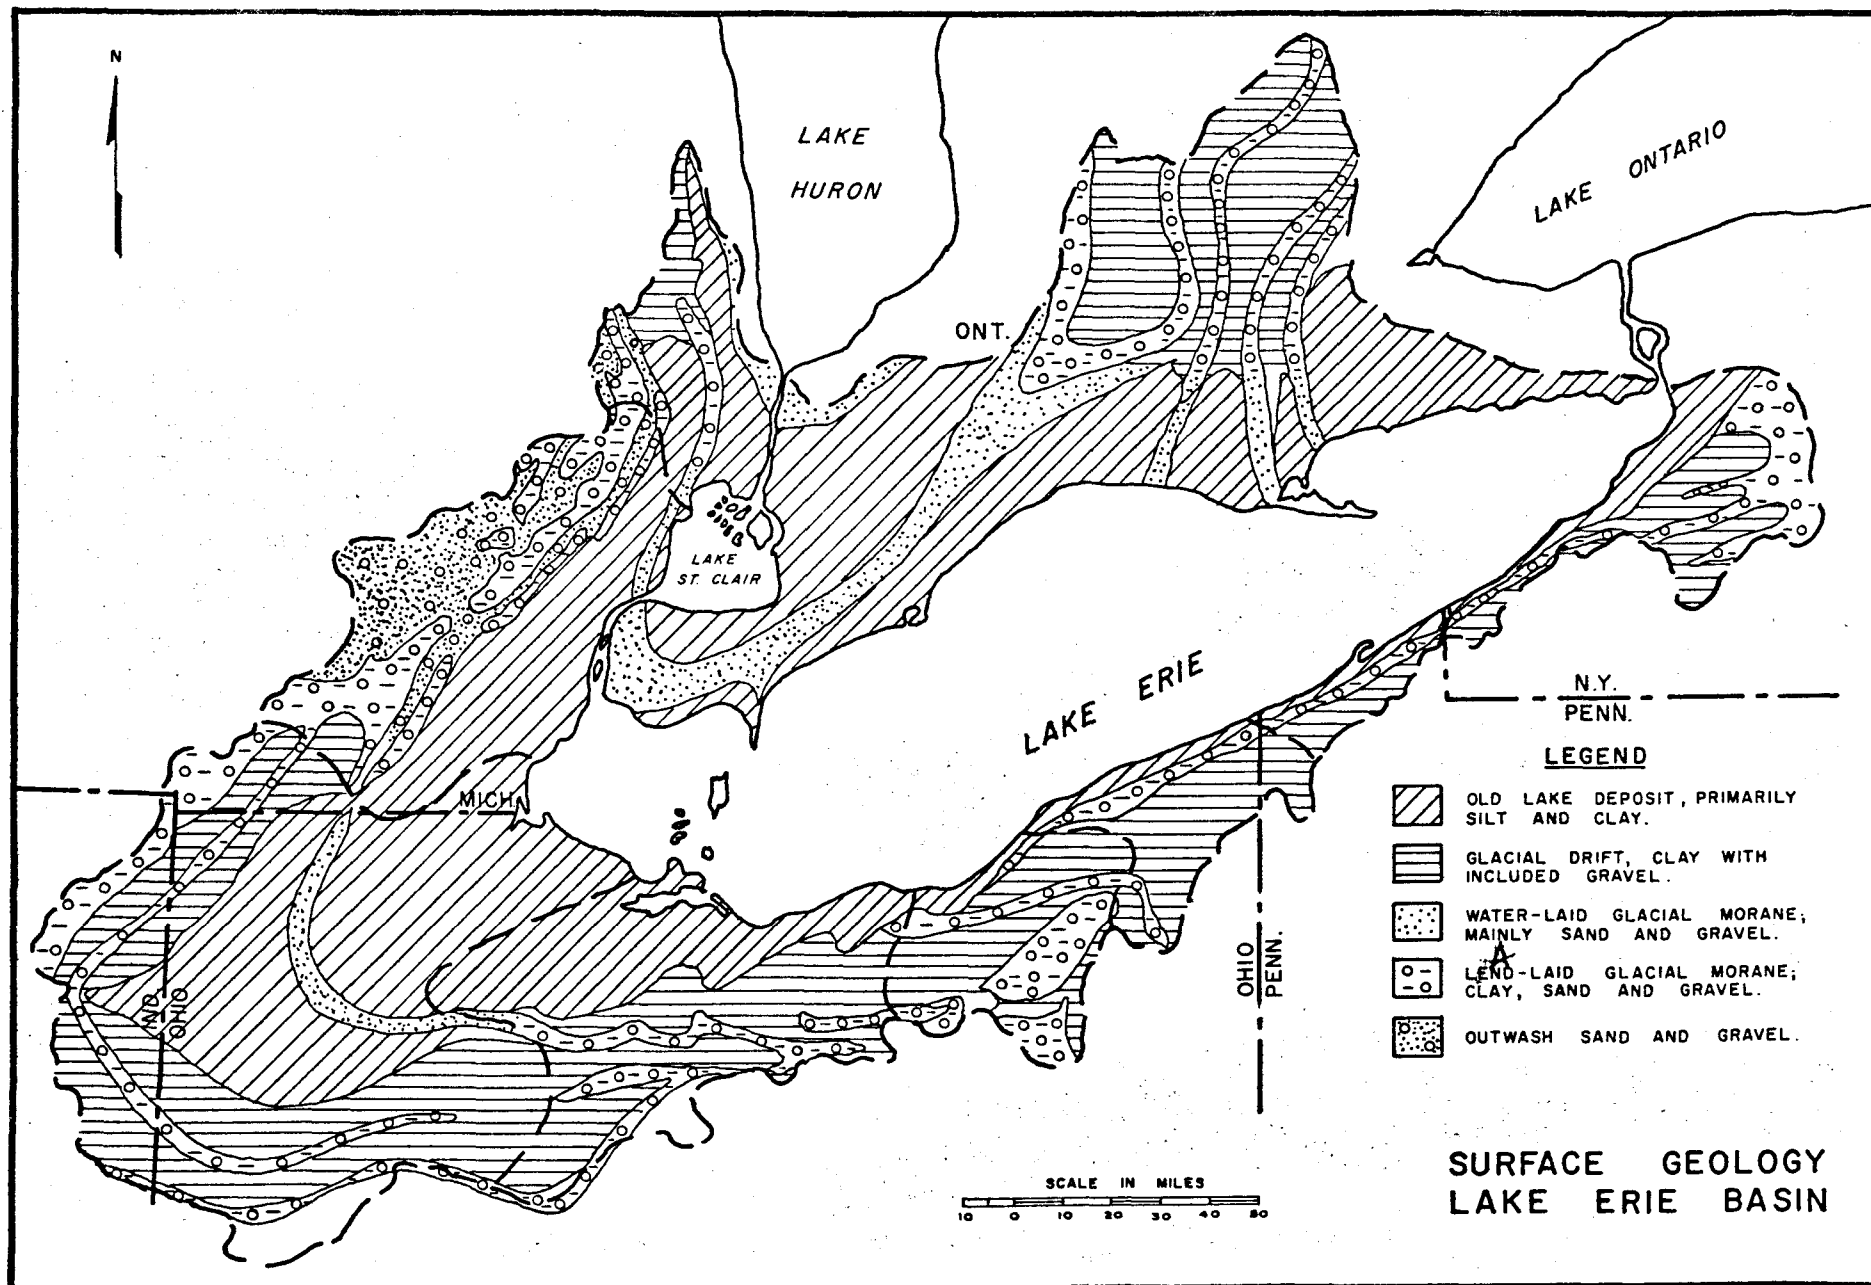 N
LAKE
HURON
LAKE ONTARIO
ONT.
LAKE
ST. CLAIR
LAKE ERIE
N.Y.
PENN.
MICH.
IND
OHIO
OHIO
PENN.
LEGEND
OLD LAKE DEPOSIT, PRIMARILY
SILT AND CLAY.
GLACIAL DRIFT, CLAY WITH
INCLUDED GRAVEL.
WATER-LAID GLACIAL MORANE;
MAINLY SAND AND GRAVEL.
A
LEND-LAID GLACIAL MORANE;
CLAY, SAND AND GRAVEL.
OUTWASH SAND AND GRAVEL.
SCALE IN MILES
10 0 10 20 30 40 50
SURFACE GEOLOGY
LAKE ERIE BASIN